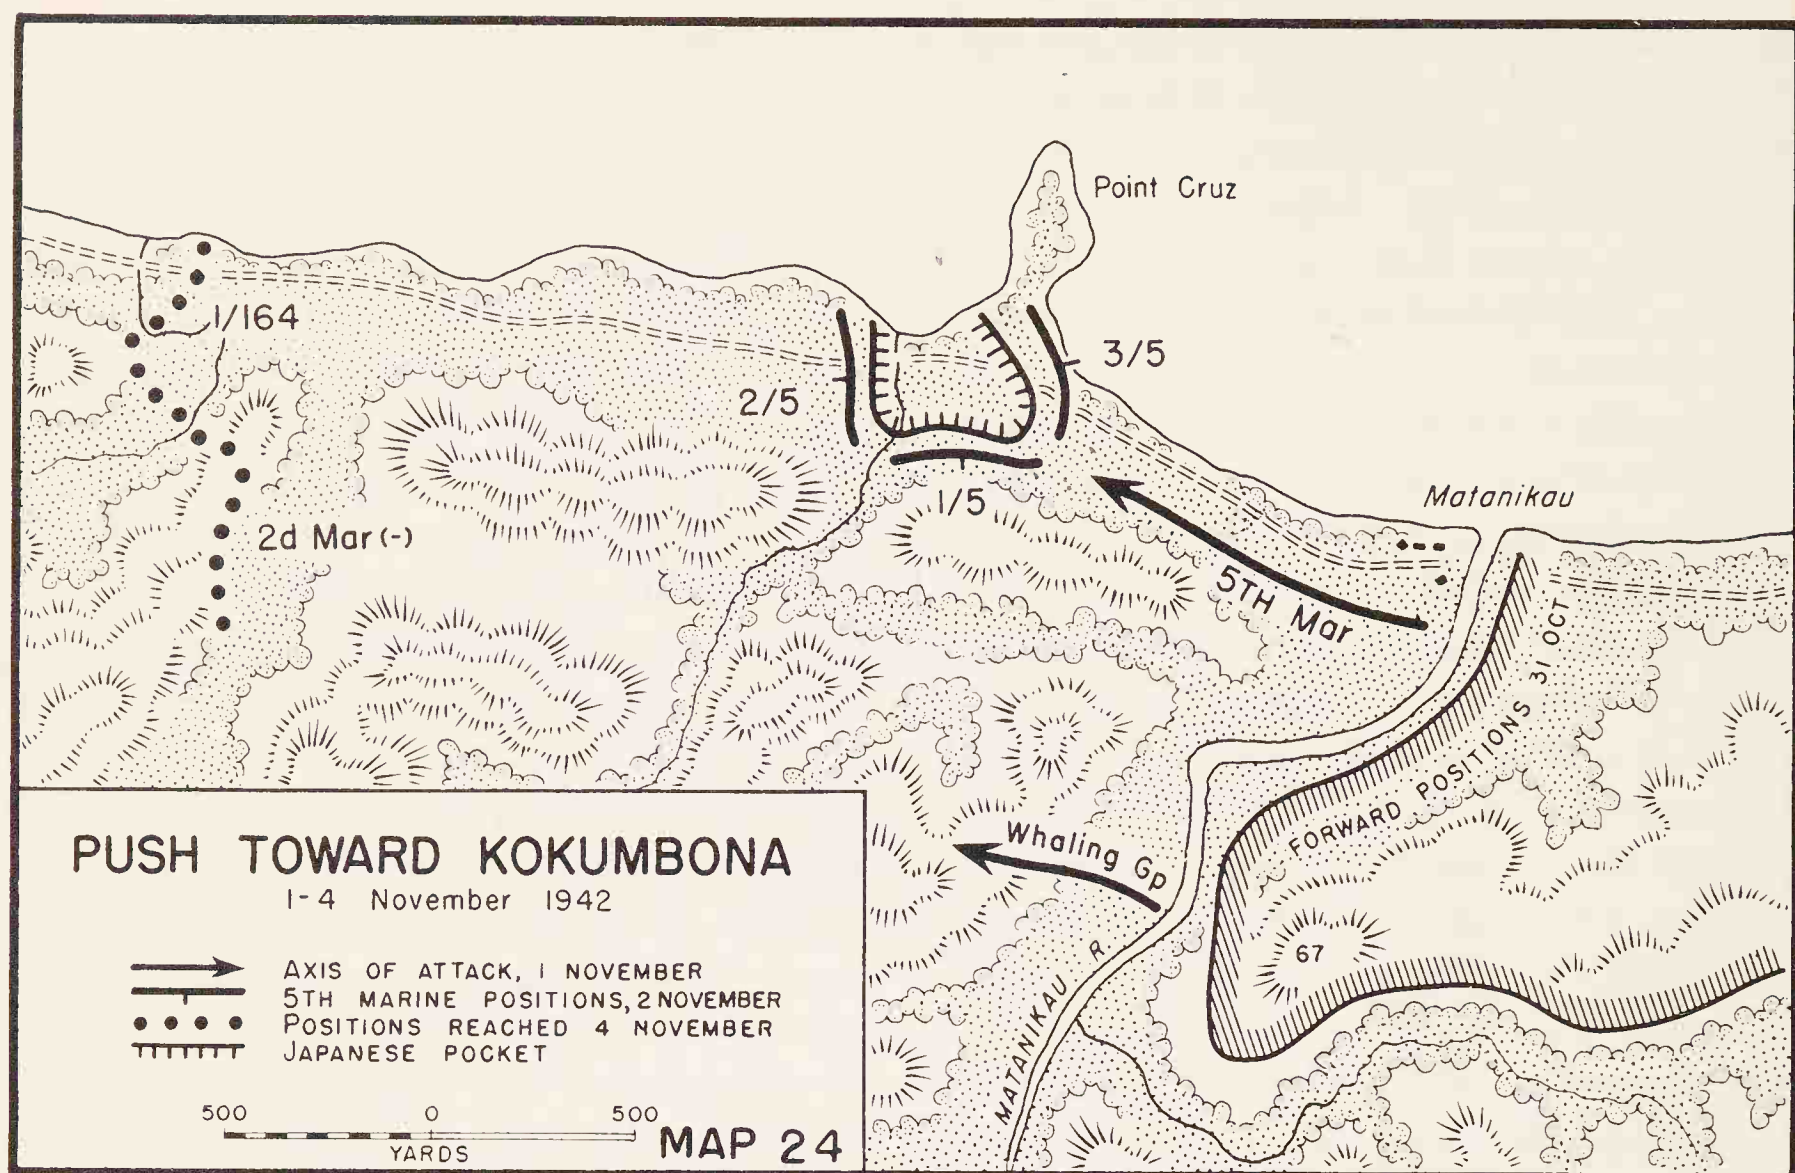 Point Cruz
1/164
3/5
2/5
Matanikau
1/5
2d Mar (-)
5TH Mar
FORWARD POSITIONS 31 OCT
Whaling Gp
67
MATANIKAU R
PUSH TOWARD KOKUMBONA
1-4 November 1942
AXIS OF ATTACK, 1 NOVEMBER
5TH MARINE POSITIONS, 2 NOVEMBER
POSITIONS REACHED 4 NOVEMBER
JAPANESE POCKET
500 0 500
YARDS
MAP 24